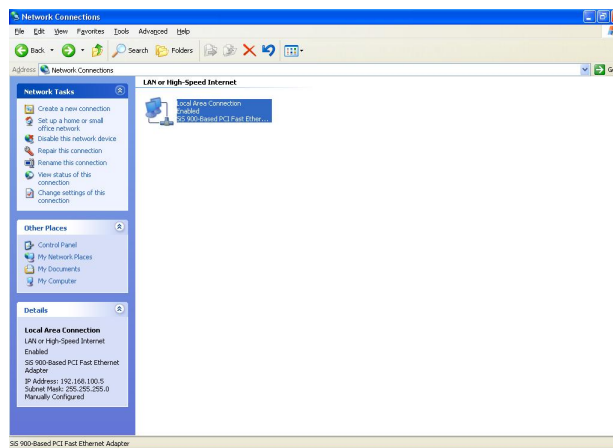 Network Connections
File Edit View Favorites Tools Advanced Help
Back Search Folders
Address Network Connections
LAN or High-Speed Internet
Network Tasks
Create a new connection
Set up a home or small
office network
Disable this network device
Repair this connection
Rename this connection
View status of this
connection
Change settings of this
connection
Local Area Connection
Enabled
SiS 900-Based PCI Fast Ether...
Other Places
Control Panel
My Network Places
My Documents
My Computer
Details
Local Area Connection
LAN or High-Speed Internet
Enabled
SiS 900-Based PCI Fast Ethernet
Adapter
IP Address: 192.168.100.5
Subnet Mask: 255.255.255.0
Manually Configured
SiS 900-Based PCI Fast Ethernet Adapter